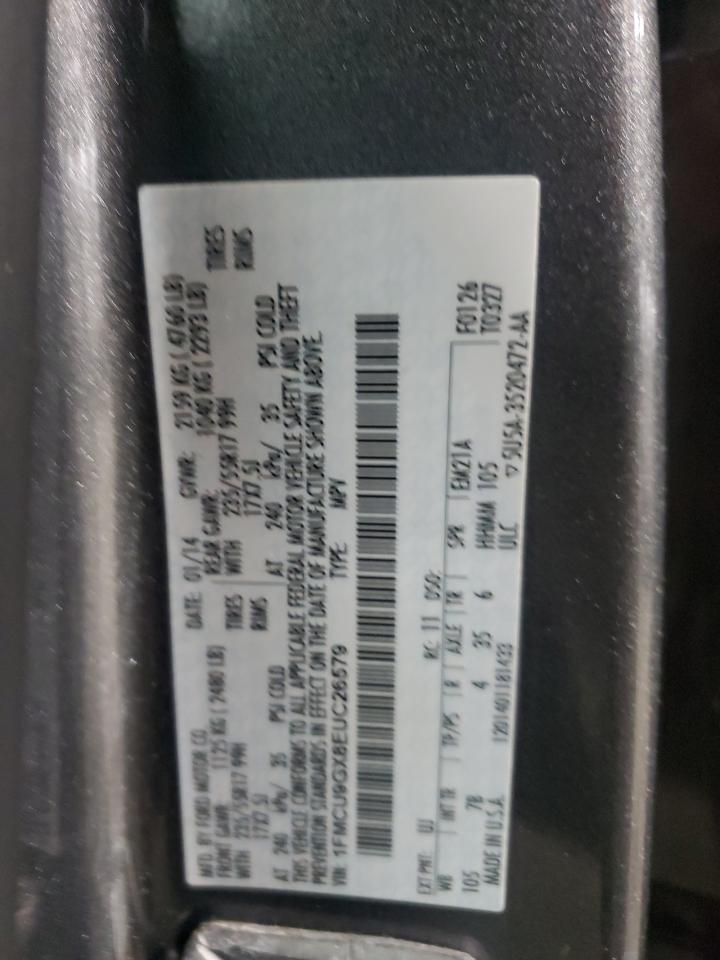 MFD. BY FORD MOTOR CO.
DATE: 01/14 GVWR: 2159 KG ( 4760 LB)
FRONT GAWR: 1125 KG ( 2480 LB) REAR GAWR: 1040 KG ( 2293 LB)
WITH 235/55R17 99H TIRES WITH 235/55R17 99H TIRES
17X7.5J RIMS 17X7.5J RIMS
AT 240 kPa/ 35 PSI COLD AT 240 kPa/ 35 PSI COLD
THIS VEHICLE CONFORMS TO ALL APPLICABLE FEDERAL MOTOR VEHICLE SAFETY AND THEFT
PREVENTION STANDARDS IN EFFECT ON THE DATE OF MANUFACTURE SHOWN ABOVE.
VIN: 1FMCU9GX8EUC26579 TYPE: MPV
EXT PNT: UJ RC: 11 DSO: F0126
WB INT TR TP/PS R AXLE TR SPR EM21A T0327
105 7B 4 35 6 HHMM 105
MADE IN U.S.A. 1201401181433 ULC ▽5U5A-3520472-AA